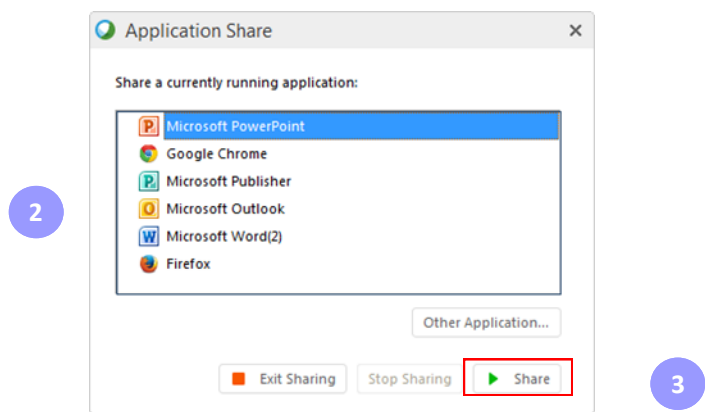 Application Share
Share a currently running application:
Microsoft PowerPoint
Google Chrome
Microsoft Publisher
2
Microsoft Outlook
Microsoft Word(2)
Firefox
Other Application...
Exit Sharing Stop Sharing Share
3